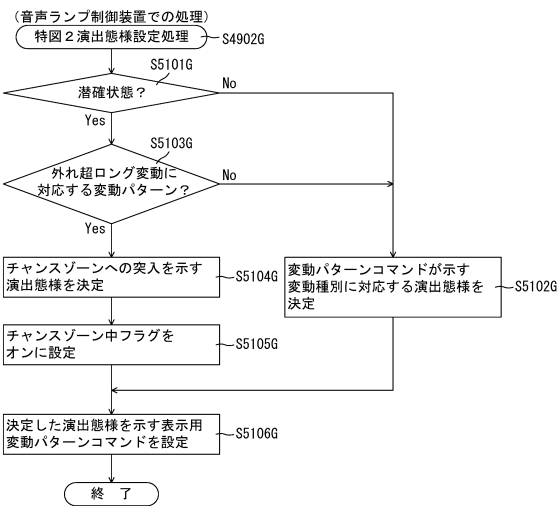 (音声ランプ制御装置での処理)
特図2演出態様設定処理
S4902G
S5101G
潜確状態?
No
Yes
S5103G
外れ超ロング変動に
対応する変動パターン?
No
Yes
チャンスゾーンへの突入を示す
演出態様を決定
S5104G
変動パターンコマンドが示す
変動種別に対応する演出態様を
決定
S5102G
チャンスゾーン中フラグを
オンに設定
S5105G
決定した演出態様を示す表示用
変動パターンコマンドを設定
S5106G
終 了